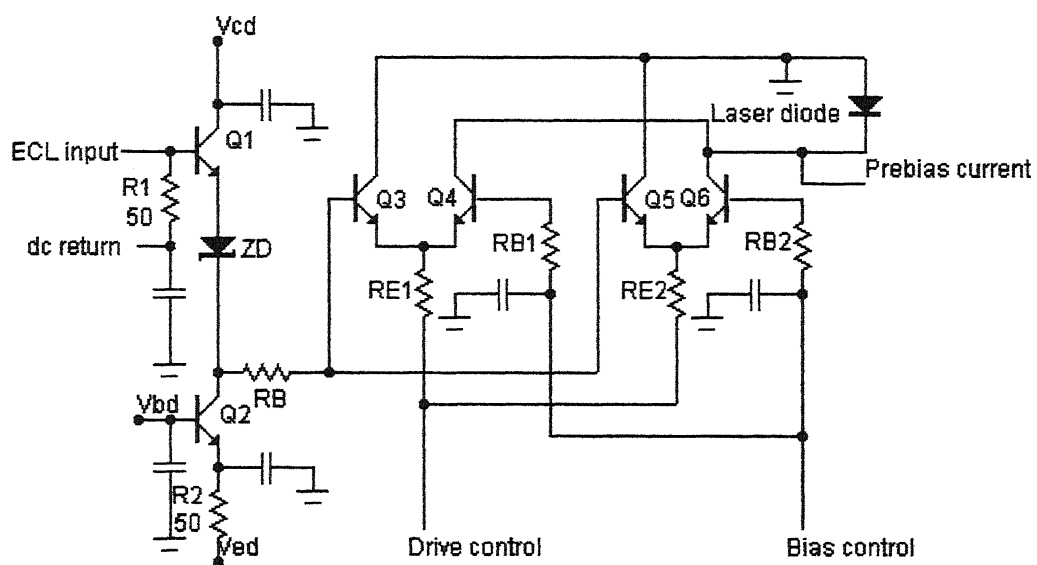 Vcd
Laser diode
Q1
ECL input
Prebias current
R1
50
Q3
Q4
Q5
Q6
dc return
ZD
RB1
RB2
RE1
RE2
RB
Vbd
Q2
R2
50
Ved
Drive control
Bias control